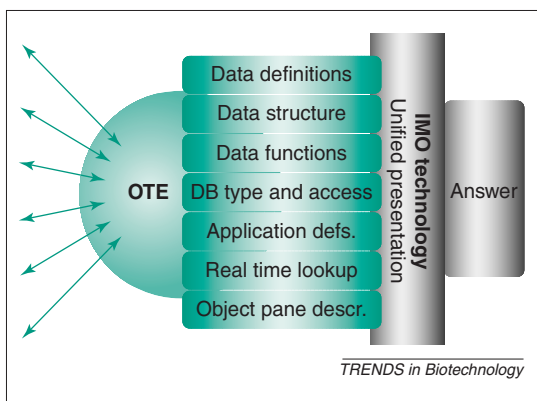 OTE
Data definitions
Data structure
Data functions
DB type and access
Application defs.
Real time lookup
Object pane descr.
IMO technology
Unified presentation
Answer
TRENDS in Biotechnology